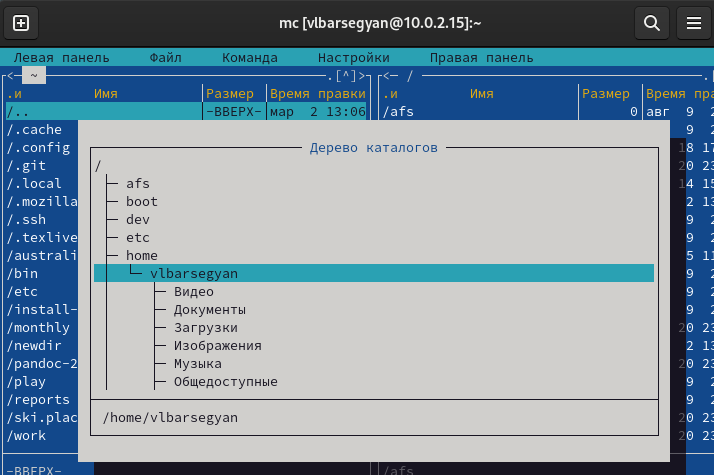 mc [vlbarsegyan@10.0.2.15]:~
Левая панель Файл Команда Настройки Правая панель
<─ ~ .[^]> <─ /
.и Имя Размер Время правки .и Имя Размер Время прав
/.. -ВВЕРХ- мар 2 13:06 /afs 0 авг 9 2
/.cache 9 2
/.config Дерево каталогов 18 17
/.git / 20 23
/.local afs 14 15
/.mozilla boot 2 13
/.ssh dev 9 2
/.texlive etc 9 2
/australi home 5 11
/bin vlbarsegyan 9 2
/etc Видео 9 2
/install- Документы 9 2
/monthly Загрузки 20 23
/newdir Изображения 2 13
/pandoc-2 Музыка 20 23
/play Общедоступные 9 2
/reports 9 2
/ski.plac /home/vlbarsegyan 20 23
/work 20 23
-ВВЕРХ- /afs